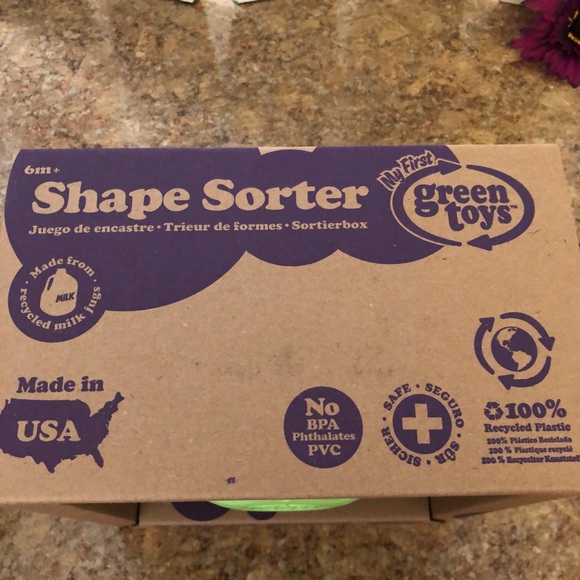 6m+
Shape Sorter
Juego de encastre • Trieur de formes • Sortierbox
My First
green
toys™
Made from
recycled milk jugs
MILK
Made in
USA
No
BPA
Phthalates
PVC
SAFE • SEGURO • SÛR • SICHER •
100%
Recycled Plastic
100% Plástico Reciclado
100 % Plastique recyclé
100 % Recycelter Kunststoff